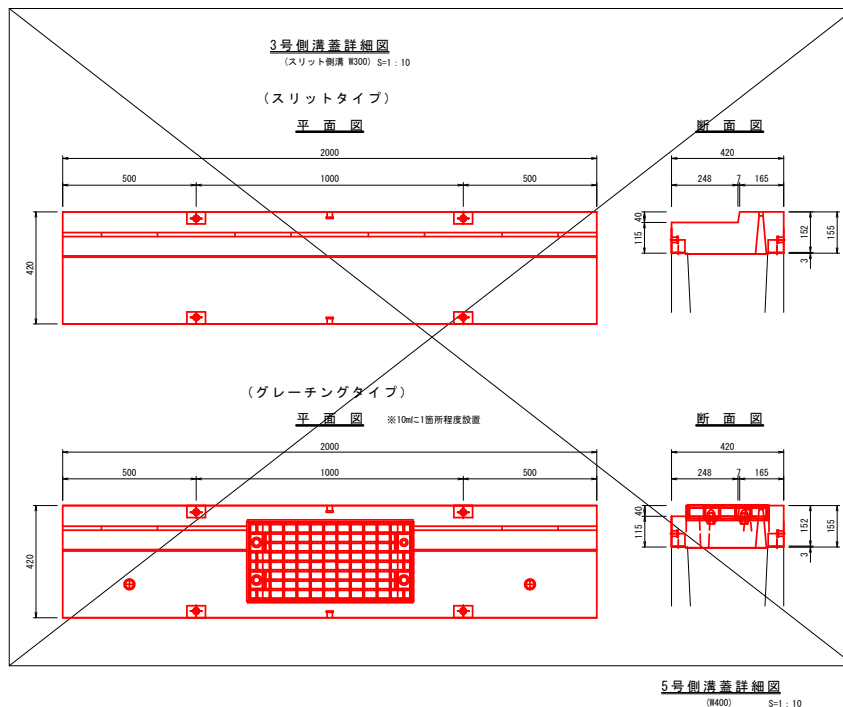 3号側溝蓋詳細図
(スリット側溝 W300) S=1:10
(スリットタイプ)
平面図
断面図
2000
420
500
1000
500
248
7
165
420
40
115
152
155
3
(グレーチングタイプ)
平面図
※10mに1箇所程度設置
断面図
2000
420
500
1000
500
248
7
165
420
40
115
152
155
3
5号側溝蓋詳細図
(W400) S=1:10